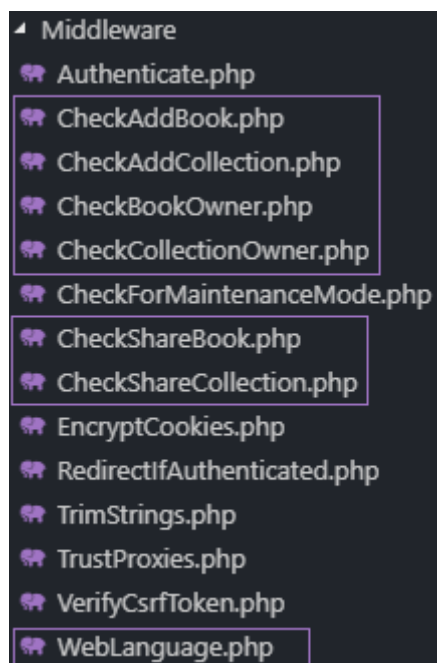 Middleware
Authenticate.php
CheckAddBook.php
CheckAddCollection.php
CheckBookOwner.php
CheckCollectionOwner.php
CheckForMaintenanceMode.php
CheckShareBook.php
CheckShareCollection.php
EncryptCookies.php
RedirectIfAuthenticated.php
TrimStrings.php
TrustProxies.php
VerifyCsrfToken.php
WebLanguage.php